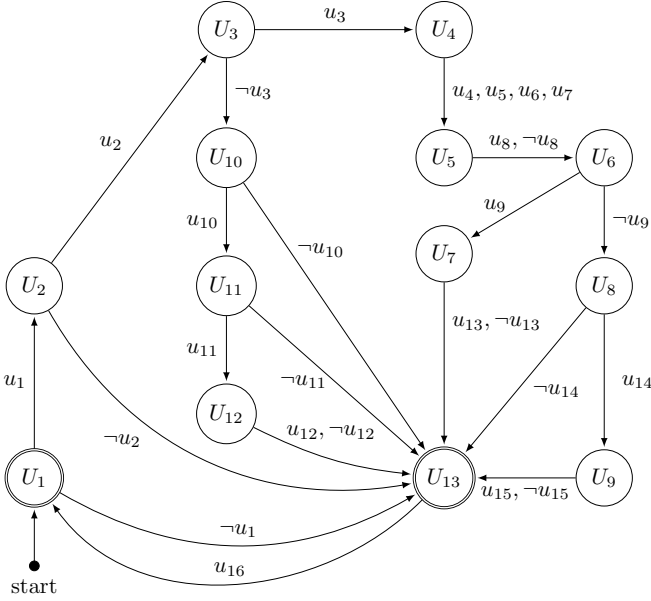 u₃
U₃
U₄
¬u₃
u₄, u₅, u₆, u₇
u₂
u₈, ¬u₈
U₁₀
U₅
U₆
u₉
u₁₀
¬u₉
¬u₁₀
U₇
U₂
U₁₁
U₈
u₁₃, ¬u₁₃
u₁₁
u₁
¬u₁₁
¬u₁₄
u₁₄
U₁₂
u₁₂, ¬u₁₂
¬u₂
U₁
U₁₃
U₉
u₁₅, ¬u₁₅
¬u₁
u₁₆
start